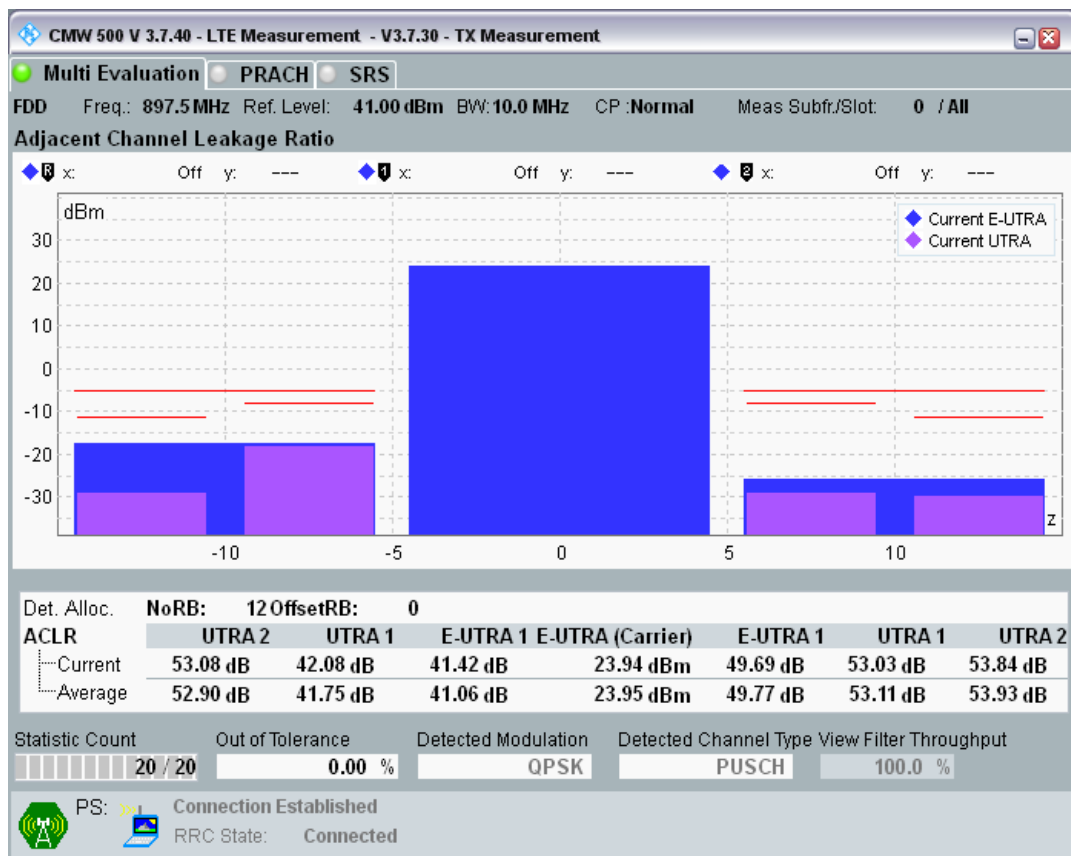 CMW 500 V 3.7.40 - LTE Measurement - V3.7.30 - TX Measurement
Multi Evaluation PRACH SRS
FDD Freq.: 897.5 MHz Ref. Level: 41.00 dBm BW: 10.0 MHz CP :Normal Meas Subfr./Slot: 0 / All
Adjacent Channel Leakage Ratio
R x: Off y: --- 1 x: Off y: --- 2 x: Off y: ---
dBm
Current E-UTRA
Current UTRA
30
20
10
0
-10
-20
-30
z
-10 -5 0 5 10
Det. Alloc. NoRB: 12 OffsetRB: 0
ACLR UTRA 2 UTRA 1 E-UTRA 1 E-UTRA (Carrier) E-UTRA 1 UTRA 1 UTRA 2
Current 53.08 dB 42.08 dB 41.42 dB 23.94 dBm 49.69 dB 53.03 dB 53.84 dB
Average 52.90 dB 41.75 dB 41.06 dB 23.95 dBm 49.77 dB 53.11 dB 53.93 dB
Statistic Count Out of Tolerance Detected Modulation Detected Channel Type View Filter Throughput
20 / 20 0.00 % QPSK PUSCH 100.0 %
PS: Connection Established
RRC State: Connected